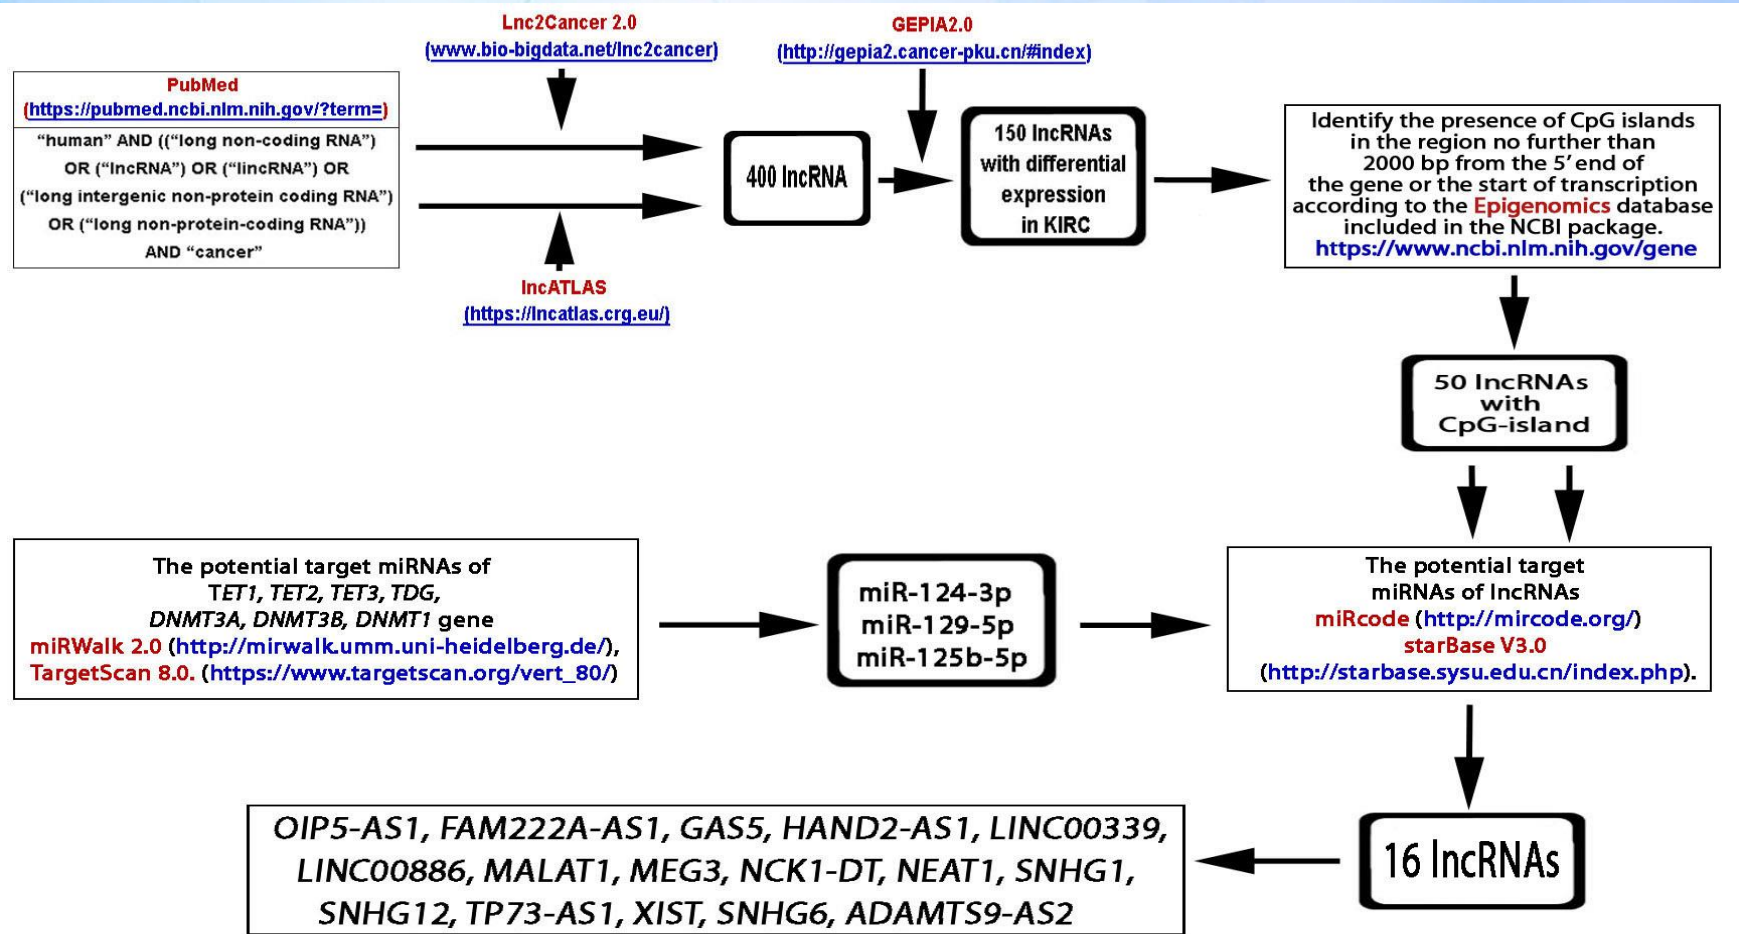 Lnc2Cancer 2.0
(www.bio-bigdata.net/lnc2cancer)
GEPIA2.0
(http://gepia2.cancer-pku.cn/#index)
PubMed
(https://pubmed.ncbi.nlm.nih.gov/?term=)
“human” AND ((“long non-coding RNA”)
OR (“lncRNA”) OR (“lincRNA”) OR
(“long intergenic non-protein coding RNA”)
OR (“long non-protein-coding RNA”))
AND “cancer”
lncATLAS
(https://lncatlas.crg.eu/)
400 lncRNA
150 lncRNAs
with differential
expression
in KIRC
Identify the presence of CpG islands
in the region no further than
2000 bp from the 5′ end of
the gene or the start of transcription
according to the Epigenomics database
included in the NCBI package.
https://www.ncbi.nlm.nih.gov/gene
50 lncRNAs
with
CpG-island
The potential target miRNAs of
TET1, TET2, TET3, TDG,
DNMT3A, DNMT3B, DNMT1 gene
miRWalk 2.0 (http://mirwalk.umm.uni-heidelberg.de/),
TargetScan 8.0. (https://www.targetscan.org/vert_80/)
miR-124-3p
miR-129-5p
miR-125b-5p
The potential target
miRNAs of lncRNAs
miRcode (http://mircode.org/)
starBase V3.0
(http://starbase.sysu.edu.cn/index.php).
16 lncRNAs
OIP5-AS1, FAM222A-AS1, GAS5, HAND2-AS1, LINC00339,
LINC00886, MALAT1, MEG3, NCK1-DT, NEAT1, SNHG1,
SNHG12, TP73-AS1, XIST, SNHG6, ADAMTS9-AS2